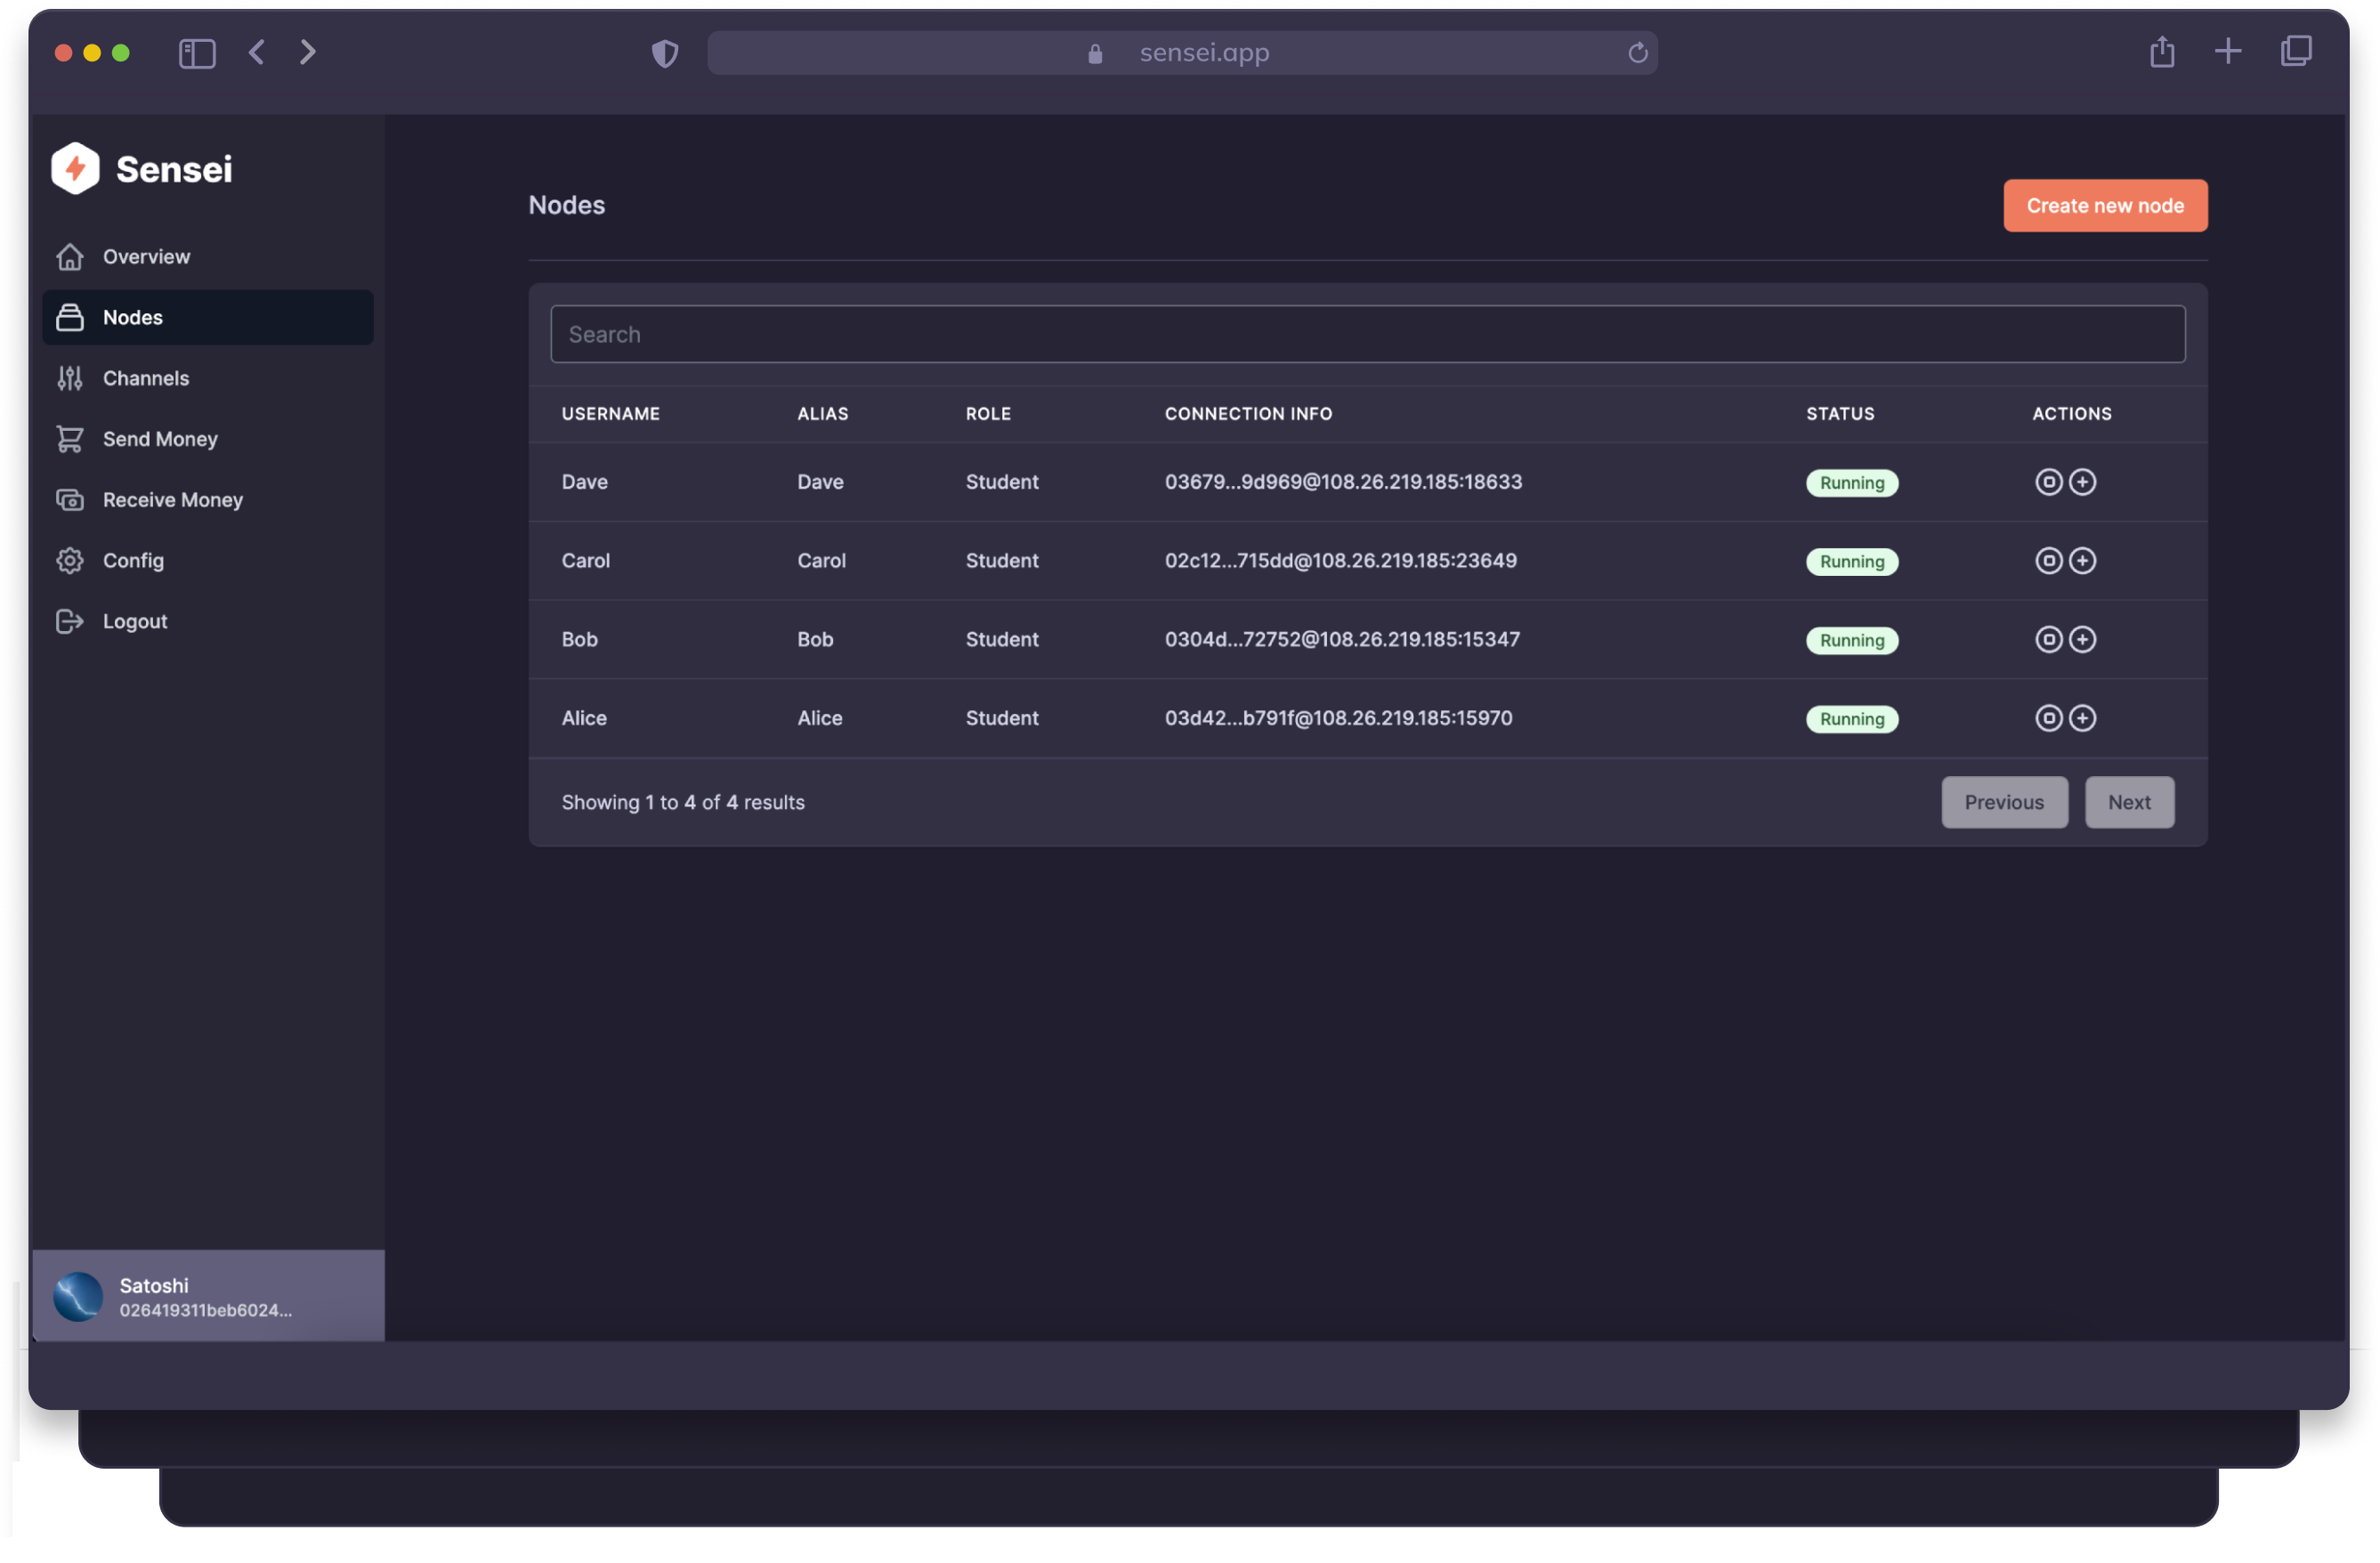 sensei.app
Sensei
Overview
Nodes
Channels
Send Money
Receive Money
Config
Logout
Satoshi
026419311beb6024...
Nodes
Create new node
Search
USERNAME ALIAS ROLE CONNECTION INFO STATUS ACTIONS
Dave Dave Student 03679...9d969@108.26.219.185:18633 Running
Carol Carol Student 02c12...715dd@108.26.219.185:23649 Running
Bob Bob Student 0304d...72752@108.26.219.185:15347 Running
Alice Alice Student 03d42...b791f@108.26.219.185:15970 Running
Showing 1 to 4 of 4 results Previous Next